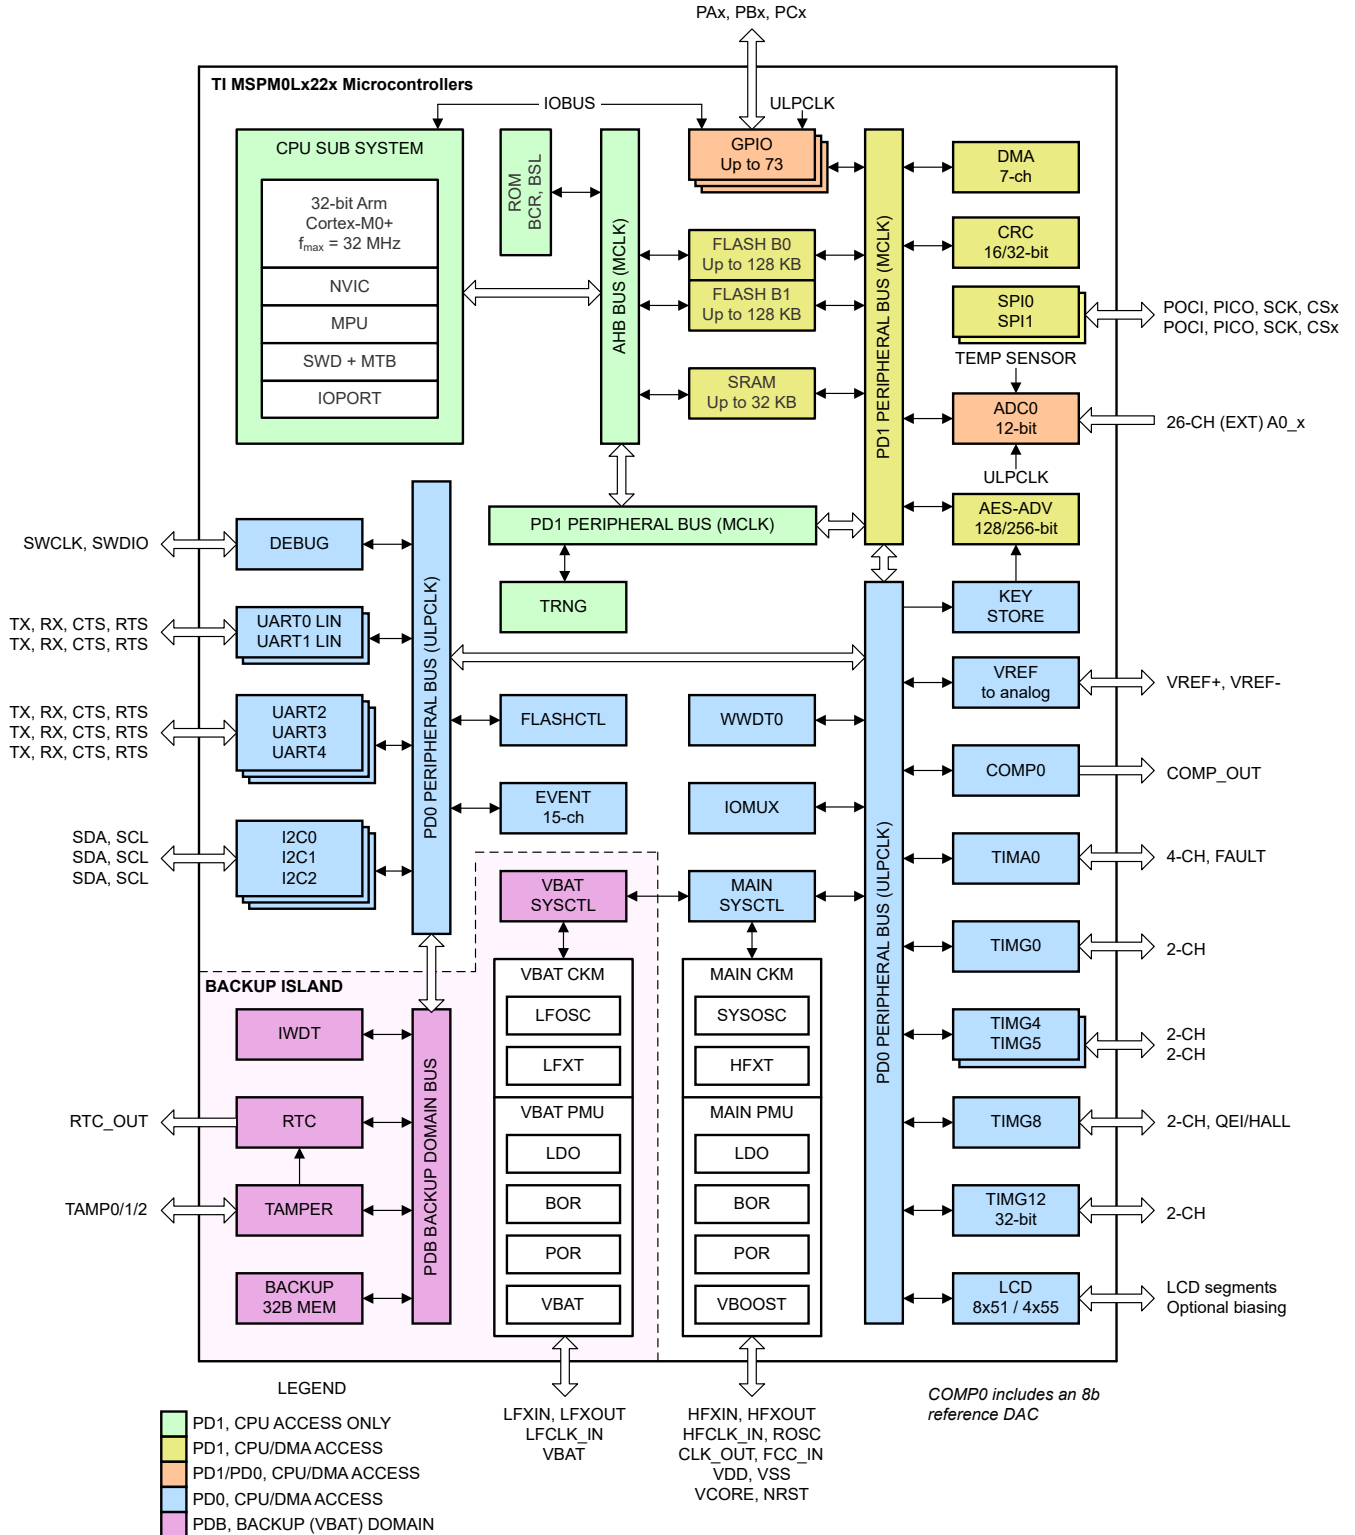 PAx, PBx, PCx
TI MSPM0Lx22x Microcontrollers
IOBUS
ULPCLK
CPU SUB SYSTEM
32-bit Arm
Cortex-M0+
fmax = 32 MHz
NVIC
MPU
SWD + MTB
IOPORT
ROM
BCR, BSL
AHB BUS (MCLK)
GPIO
Up to 73
FLASH B0
Up to 128 KB
FLASH B1
Up to 128 KB
SRAM
Up to 32 KB
PD1 PERIPHERAL BUS (MCLK)
DMA
7-ch
CRC
16/32-bit
SPI0
SPI1
POCI, PICO, SCK, CSx
POCI, PICO, SCK, CSx
TEMP SENSOR
ADC0
12-bit
26-CH (EXT) A0_x
ULPCLK
AES-ADV
128/256-bit
PD1 PERIPHERAL BUS (MCLK)
TRNG
SWCLK, SWDIO
DEBUG
TX, RX, CTS, RTS
TX, RX, CTS, RTS
UART0 LIN
UART1 LIN
TX, RX, CTS, RTS
TX, RX, CTS, RTS
TX, RX, CTS, RTS
UART2
UART3
UART4
SDA, SCL
SDA, SCL
SDA, SCL
I2C0
I2C1
I2C2
PD0 PERIPHERAL BUS (ULPCLK)
FLASHCTL
EVENT
15-ch
WWDT0
IOMUX
VBAT
SYSCTL
MAIN
SYSCTL
PD0 PERIPHERAL BUS (ULPCLK)
KEY
STORE
VREF
to analog
VREF+, VREF-
COMP0
COMP_OUT
TIMA0
4-CH, FAULT
TIMG0
2-CH
TIMG4
TIMG5
2-CH
2-CH
TIMG8
2-CH, QEI/HALL
TIMG12
32-bit
2-CH
LCD
8x51 / 4x55
LCD segments
Optional biasing
BACKUP ISLAND
IWDT
RTC_OUT
RTC
TAMP0/1/2
TAMPER
BACKUP
32B MEM
PDB BACKUP DOMAIN BUS
VBAT CKM
LFOSC
LFXT
VBAT PMU
LDO
BOR
POR
VBAT
MAIN CKM
SYSOSC
HFXT
MAIN PMU
LDO
BOR
POR
VBOOST
LFXIN, LFXOUT
LFCLK_IN
VBAT
HFXIN, HFXOUT
HFCLK_IN, ROSC
CLK_OUT, FCC_IN
VDD, VSS
VCORE, NRST
COMP0 includes an 8b
reference DAC
LEGEND
PD1, CPU ACCESS ONLY
PD1, CPU/DMA ACCESS
PD1/PD0, CPU/DMA ACCESS
PD0, CPU/DMA ACCESS
PDB, BACKUP (VBAT) DOMAIN